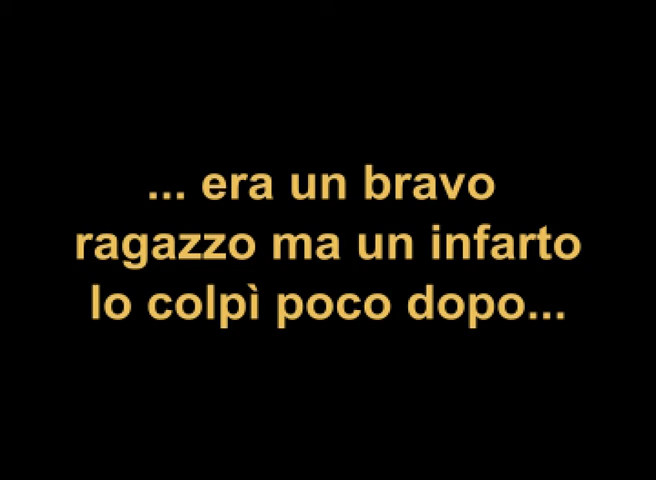 ... era un bravo
ragazzo ma un infarto
lo colpì poco dopo...